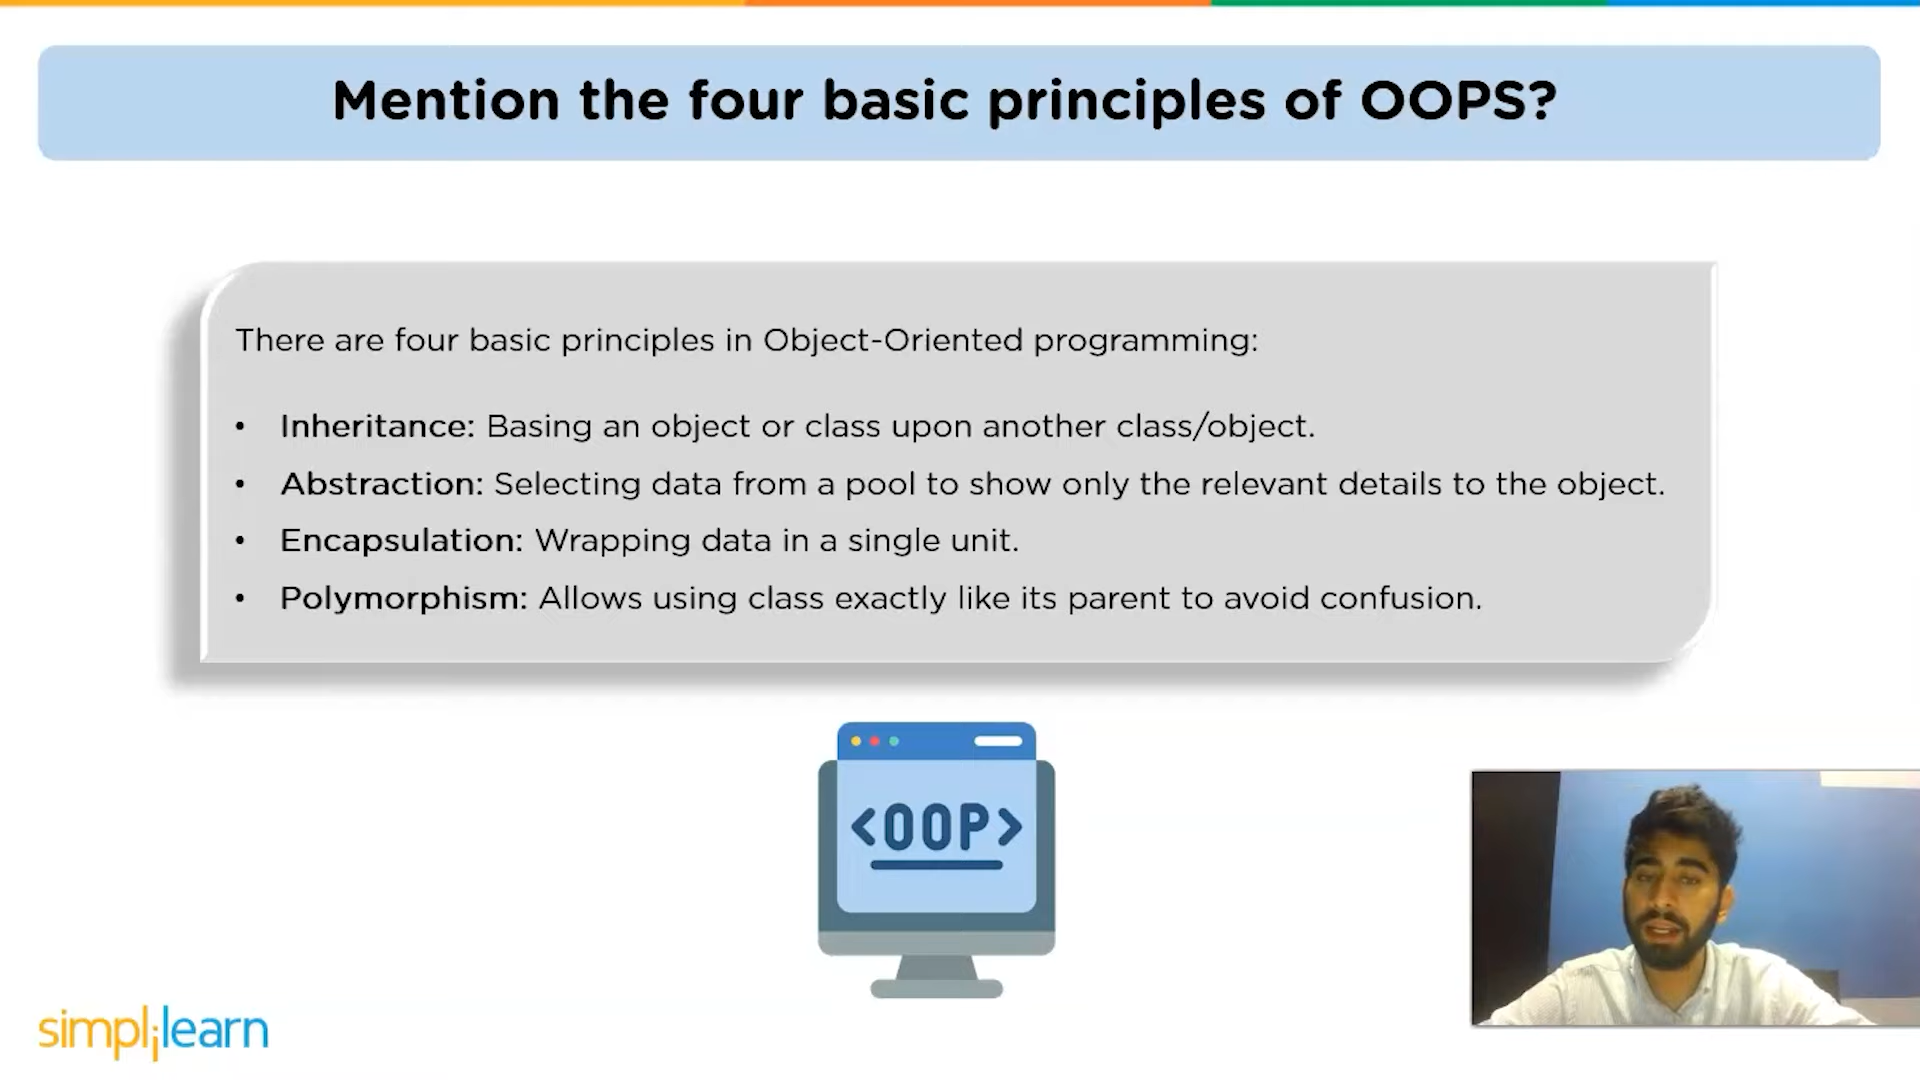 Mention the four basic principles of OOPS?
There are four basic principles in Object-Oriented programming:
• Inheritance: Basing an object or class upon another class/object.
• Abstraction: Selecting data from a pool to show only the relevant details to the object.
• Encapsulation: Wrapping data in a single unit.
• Polymorphism: Allows using class exactly like its parent to avoid confusion.
<OOP>
simplilearn